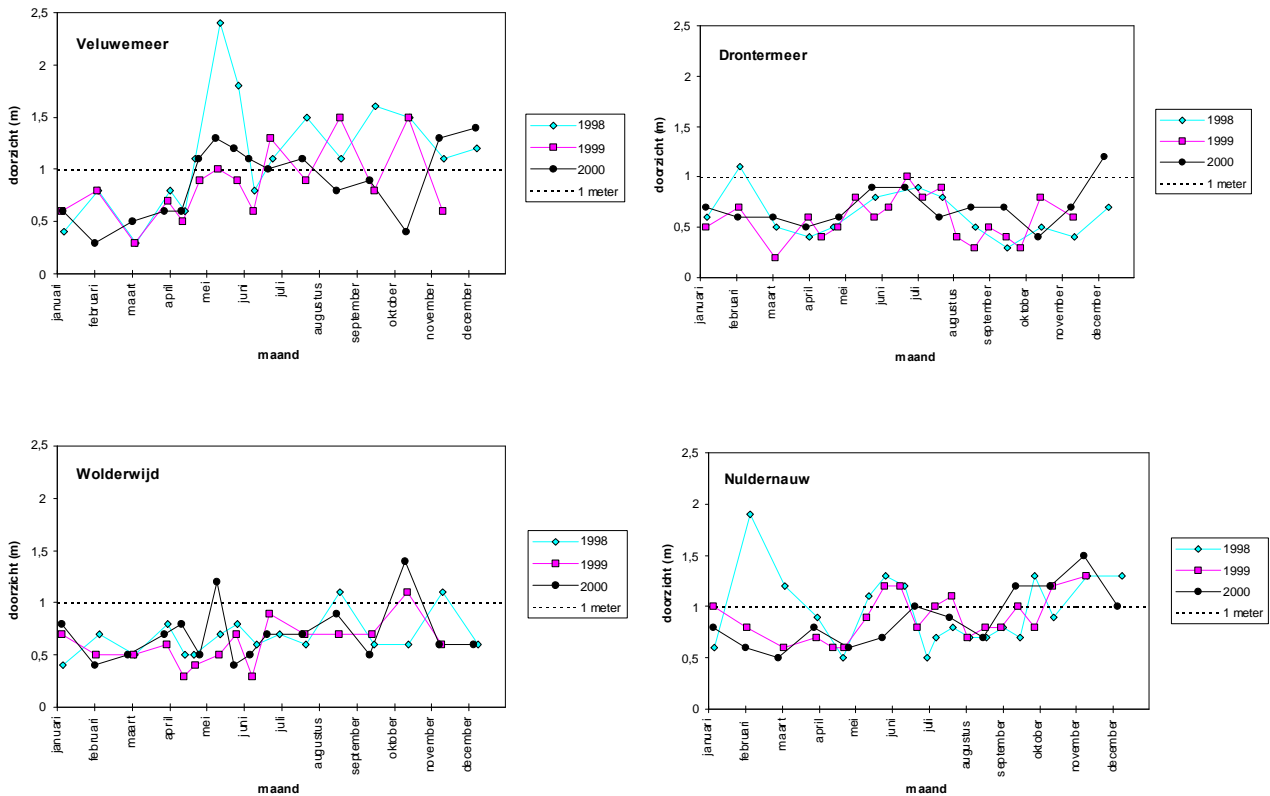 Veluwemeer
doorzicht (m)
2,5
2
1,5
1
0,5
0
januari
februari
maart
april
mei
juni
juli
augustus
september
oktober
november
december
maand
1998
1999
2000
1 meter
Drontermeer
doorzicht (m)
2,5
2
1,5
1
0,5
0
januari
februari
maart
april
mei
juni
juli
augustus
september
oktober
november
december
maand
1998
1999
2000
1 meter
Wolderwijd
doorzicht (m)
2,5
2
1,5
1
0,5
0
januari
februari
maart
april
mei
juni
juli
augustus
september
oktober
november
december
maand
1998
1999
2000
1 meter
Nuldernauw
doorzicht (m)
2,5
2
1,5
1
0,5
0
januari
februari
maart
april
mei
juni
juli
augustus
september
oktober
november
december
maand
1998
1999
2000
1 meter